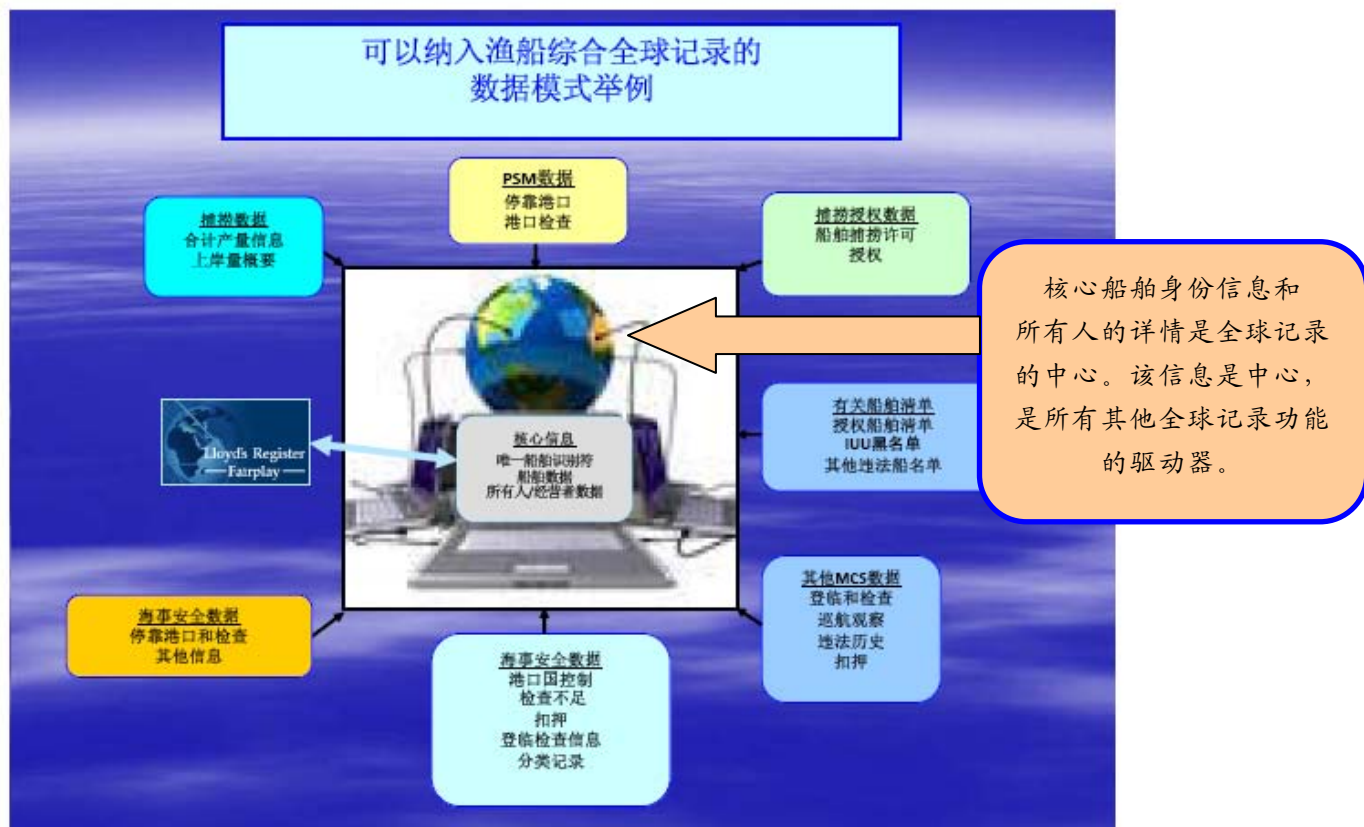 可以纳入渔船综合全球记录的
数据模式举例
PSM数据
停靠港口
港口检查
捕捞数据
合计产量信息
上岸量概要
捕捞授权数据
船舶捕捞许可
授权
核心船舶身份信息和
所有人的详情是全球记录
的中心。该信息是中心，
是所有其他全球记录功能
的驱动器。
Lloyd's Register
Fairplay
核心信息
唯一船舶识别符
船舶数据
所有人/经营者数据
有关船舶清单
授权船舶清单
IUU黑名单
其他违法船名单
海事安全数据
停靠港口和检查
其他信息
海事安全数据
港口国控制
检查不足
扣押
登临检查信息
分类记录
其他MCS数据
登临和检查
巡航观察
违法历史
扣押